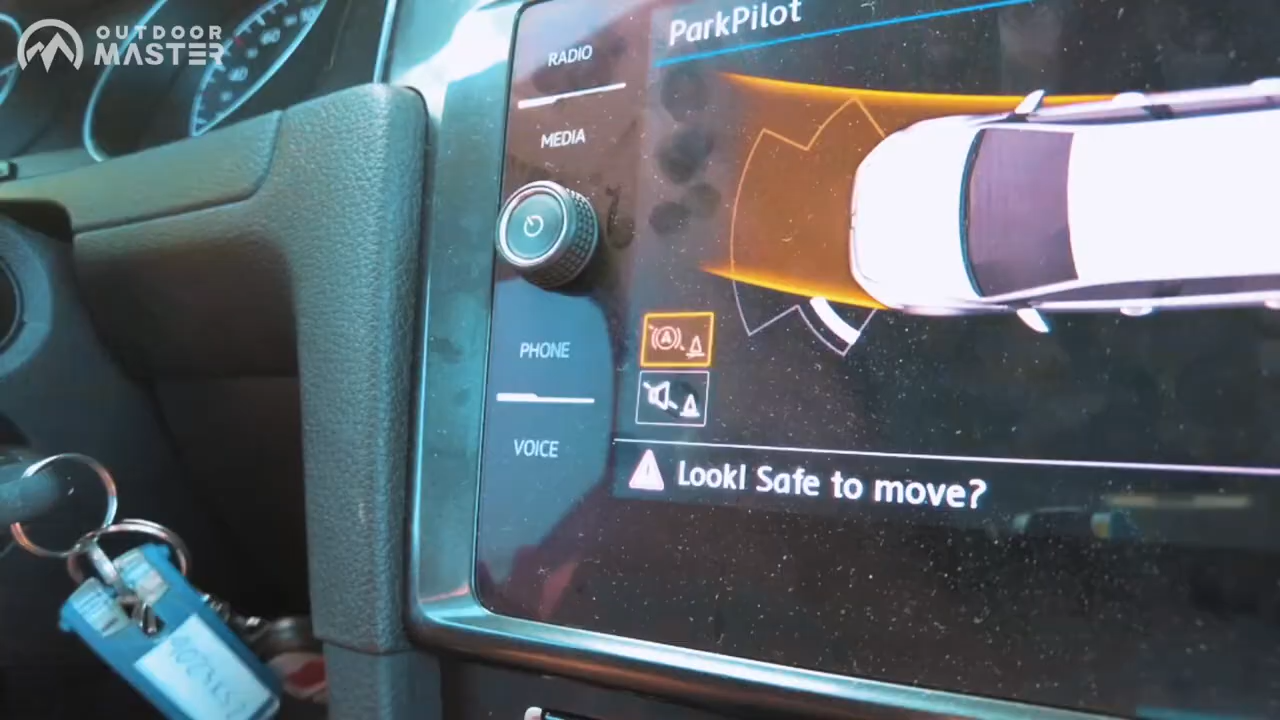 OUTDOOR
MASTER
ParkPilot
RADIO
MEDIA
PHONE
VOICE
Look! Safe to move?